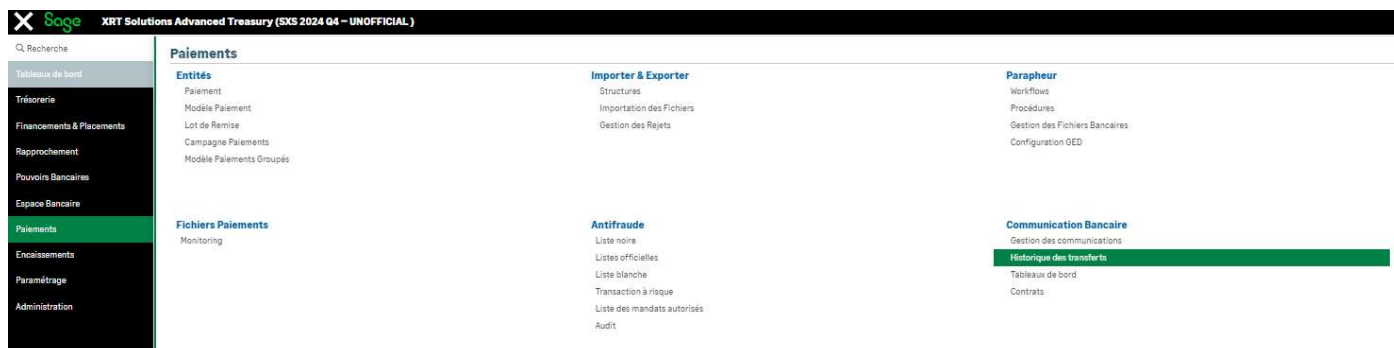 Sage XRT Solutions Advanced Treasury (SXS 2024 Q4 – UNOFFICIAL )
Recherche
Tableaux de bord
Trésorerie
Financements & Placements
Rapprochement
Pouvoirs Bancaires
Espace Bancaire
Paiements
Encaissements
Paramétrage
Administration
Paiements
Entités
Paiement
Modèle Paiement
Lot de Remise
Campagne Paiements
Modèle Paiements Groupés
Importer & Exporter
Structures
Importation des Fichiers
Gestion des Rejets
Parapheur
Workflows
Procédures
Gestion des Fichiers Bancaires
Configuration GED
Fichiers Paiements
Monitoring
Antifraude
Liste noire
Listes officielles
Liste blanche
Transaction à risque
Liste des mandats autorisés
Audit
Communication Bancaire
Gestion des communications
Historique des transferts
Tableaux de bord
Contrats